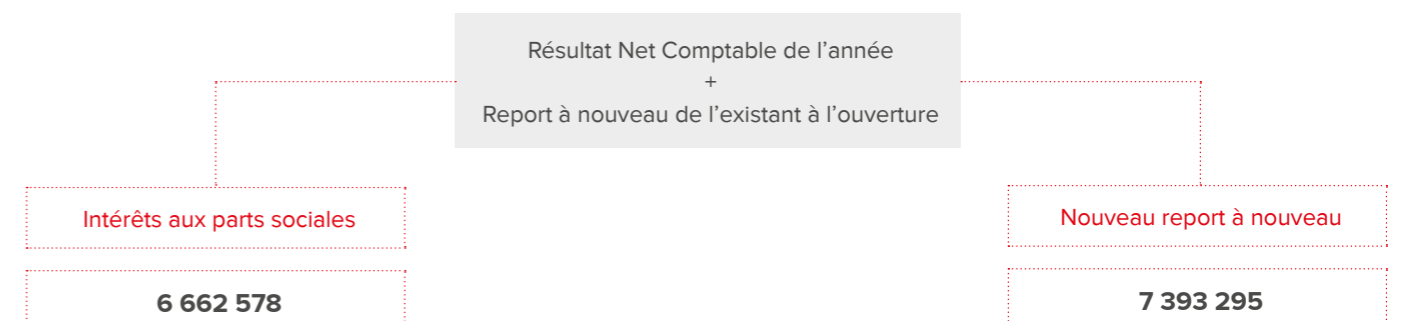 Résultat Net Comptable de l’année
+
Report à nouveau de l’existant à l’ouverture
Intérêts aux parts sociales
6 662 578
Nouveau report à nouveau
7 393 295